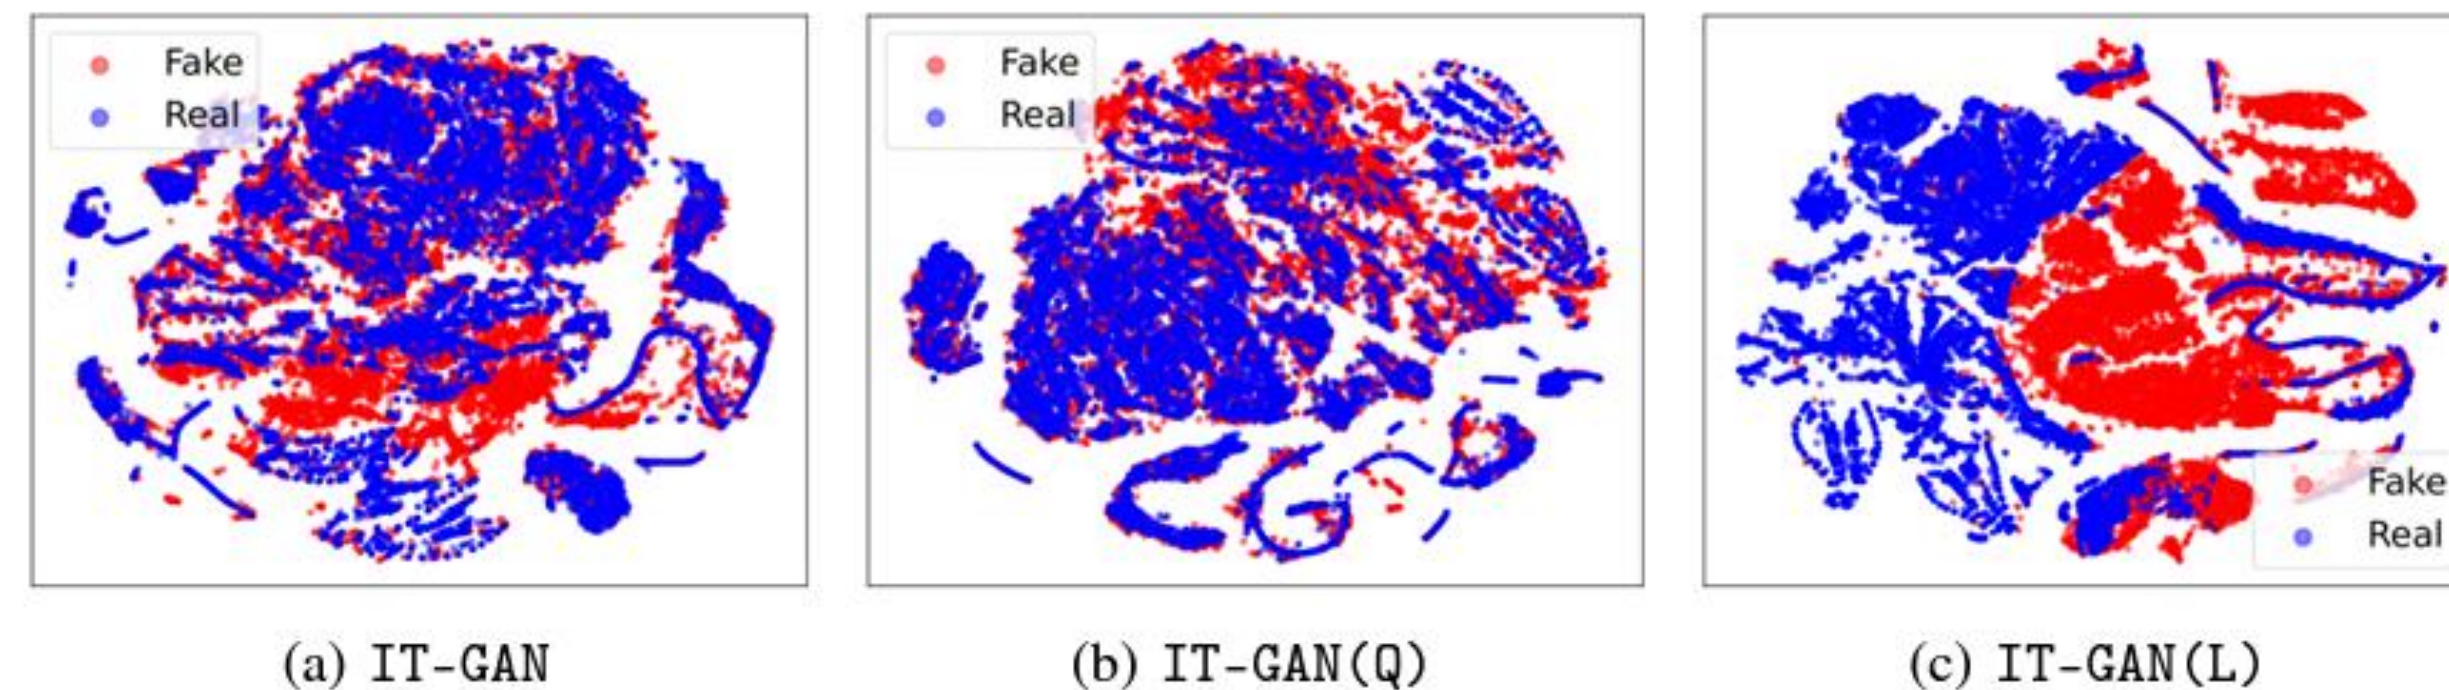 Fake
Real
Fake
Real
Fake
Real
(a) IT-GAN
(b) IT-GAN(Q)
(c) IT-GAN(L)